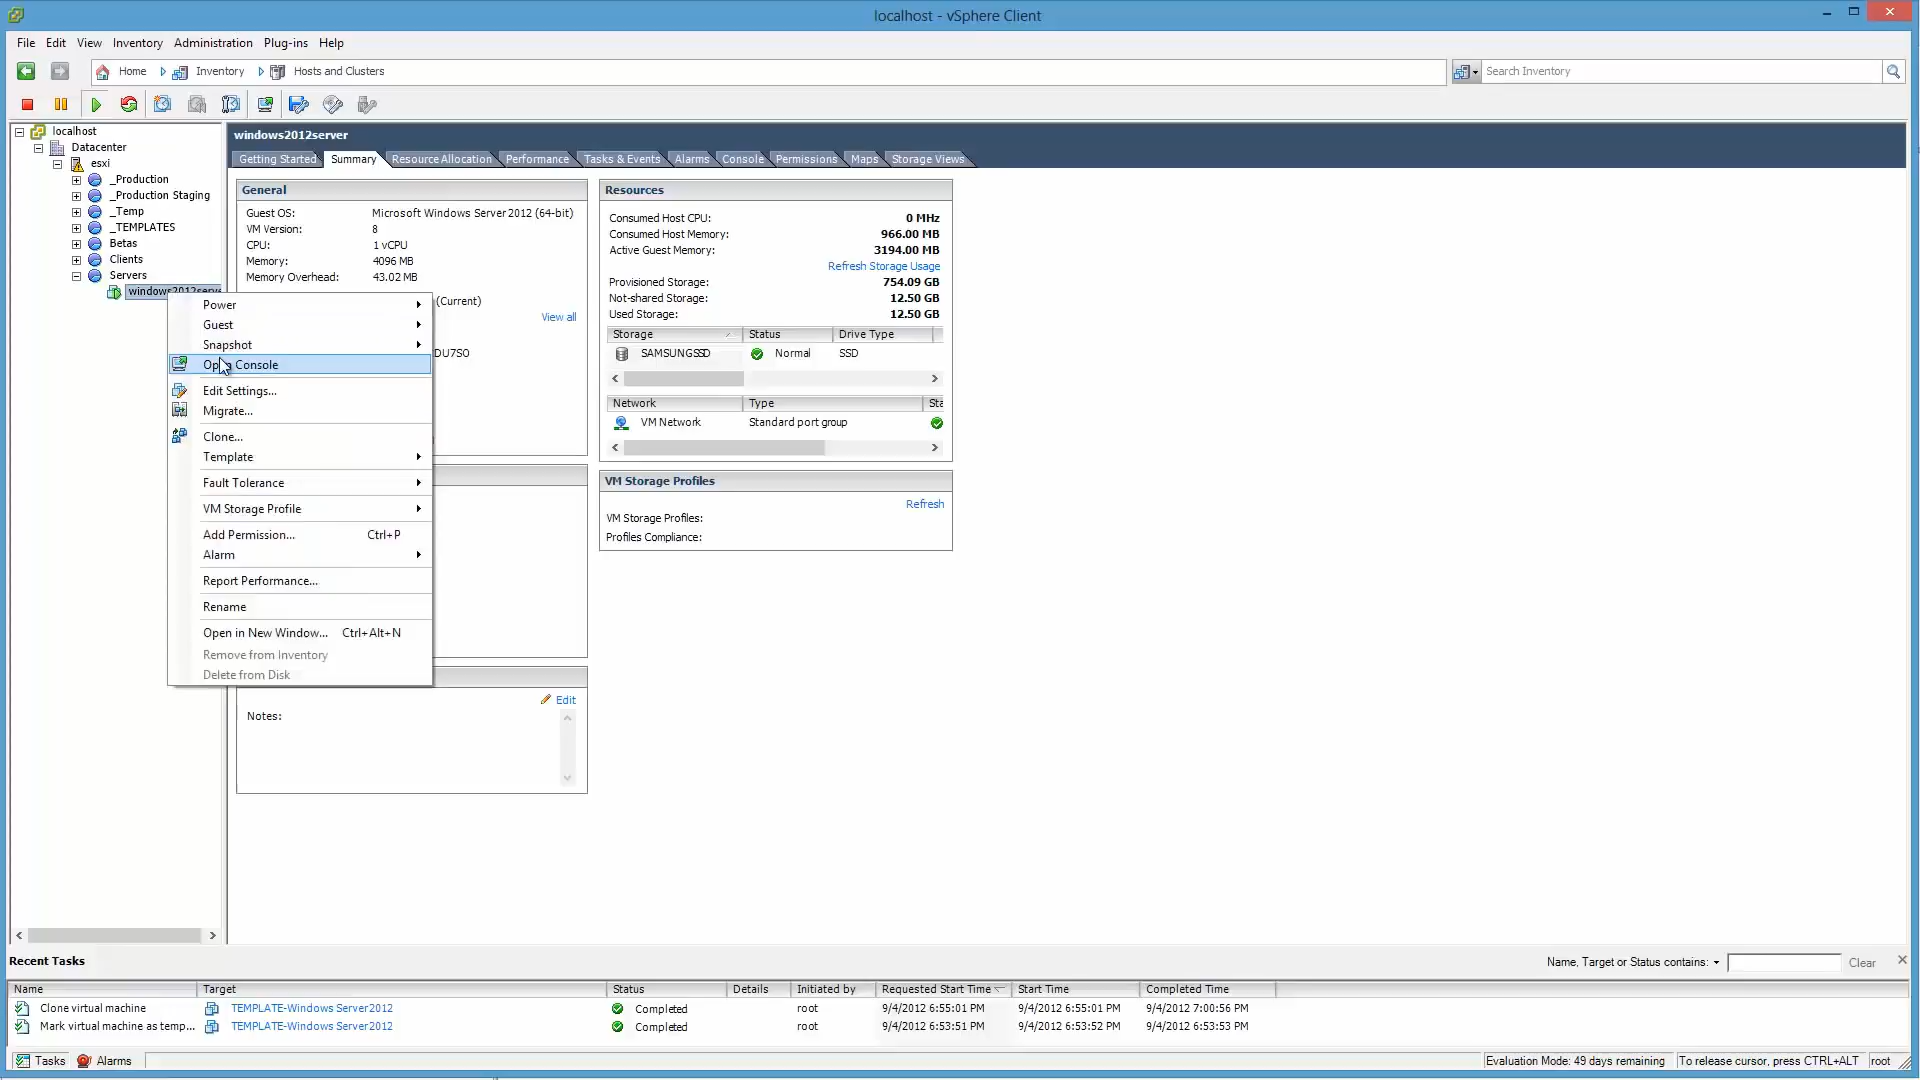 localhost - vSphere Client
File Edit View Inventory Administration Plug-ins Help
Home Inventory Hosts and Clusters
Search Inventory
localhost
Datacenter
esxi
_Production
_Production Staging
_Temp
_TEMPLATES
Betas
Clients
Servers
windows2012serve
windows2012server
Getting Started Summary Resource Allocation Performance Tasks & Events Alarms Console Permissions Maps Storage Views
General
Guest OS: Microsoft Windows Server 2012 (64-bit)
VM Version: 8
CPU: 1 vCPU
Memory: 4096 MB
Memory Overhead: 43.02 MB
(Current)
View all
DU7SO
Power
Guest
Snapshot
Open Console
Edit Settings...
Migrate...
Clone...
Template
Fault Tolerance
VM Storage Profile
Add Permission... Ctrl+P
Alarm
Report Performance...
Rename
Open in New Window... Ctrl+Alt+N
Remove from Inventory
Delete from Disk
Edit
Notes:
Resources
Consumed Host CPU: 0 MHz
Consumed Host Memory: 966.00 MB
Active Guest Memory: 3194.00 MB
Refresh Storage Usage
Provisioned Storage: 754.09 GB
Not-shared Storage: 12.50 GB
Used Storage: 12.50 GB
Storage Status Drive Type
SAMSUNGSSD Normal SSD
Network Type Sta
VM Network Standard port group
VM Storage Profiles
Refresh
VM Storage Profiles:
Profiles Compliance:
Recent Tasks
Name, Target or Status contains: Clear
Name Target Status Details Initiated by Requested Start Time Start Time Completed Time
Clone virtual machine TEMPLATE-Windows Server2012 Completed root 9/4/2012 6:55:01 PM 9/4/2012 6:55:01 PM 9/4/2012 7:00:56 PM
Mark virtual machine as temp... TEMPLATE-Windows Server2012 Completed root 9/4/2012 6:53:51 PM 9/4/2012 6:53:52 PM 9/4/2012 6:53:53 PM
Tasks Alarms
Evaluation Mode: 49 days remaining To release cursor, press CTRL+ALT root